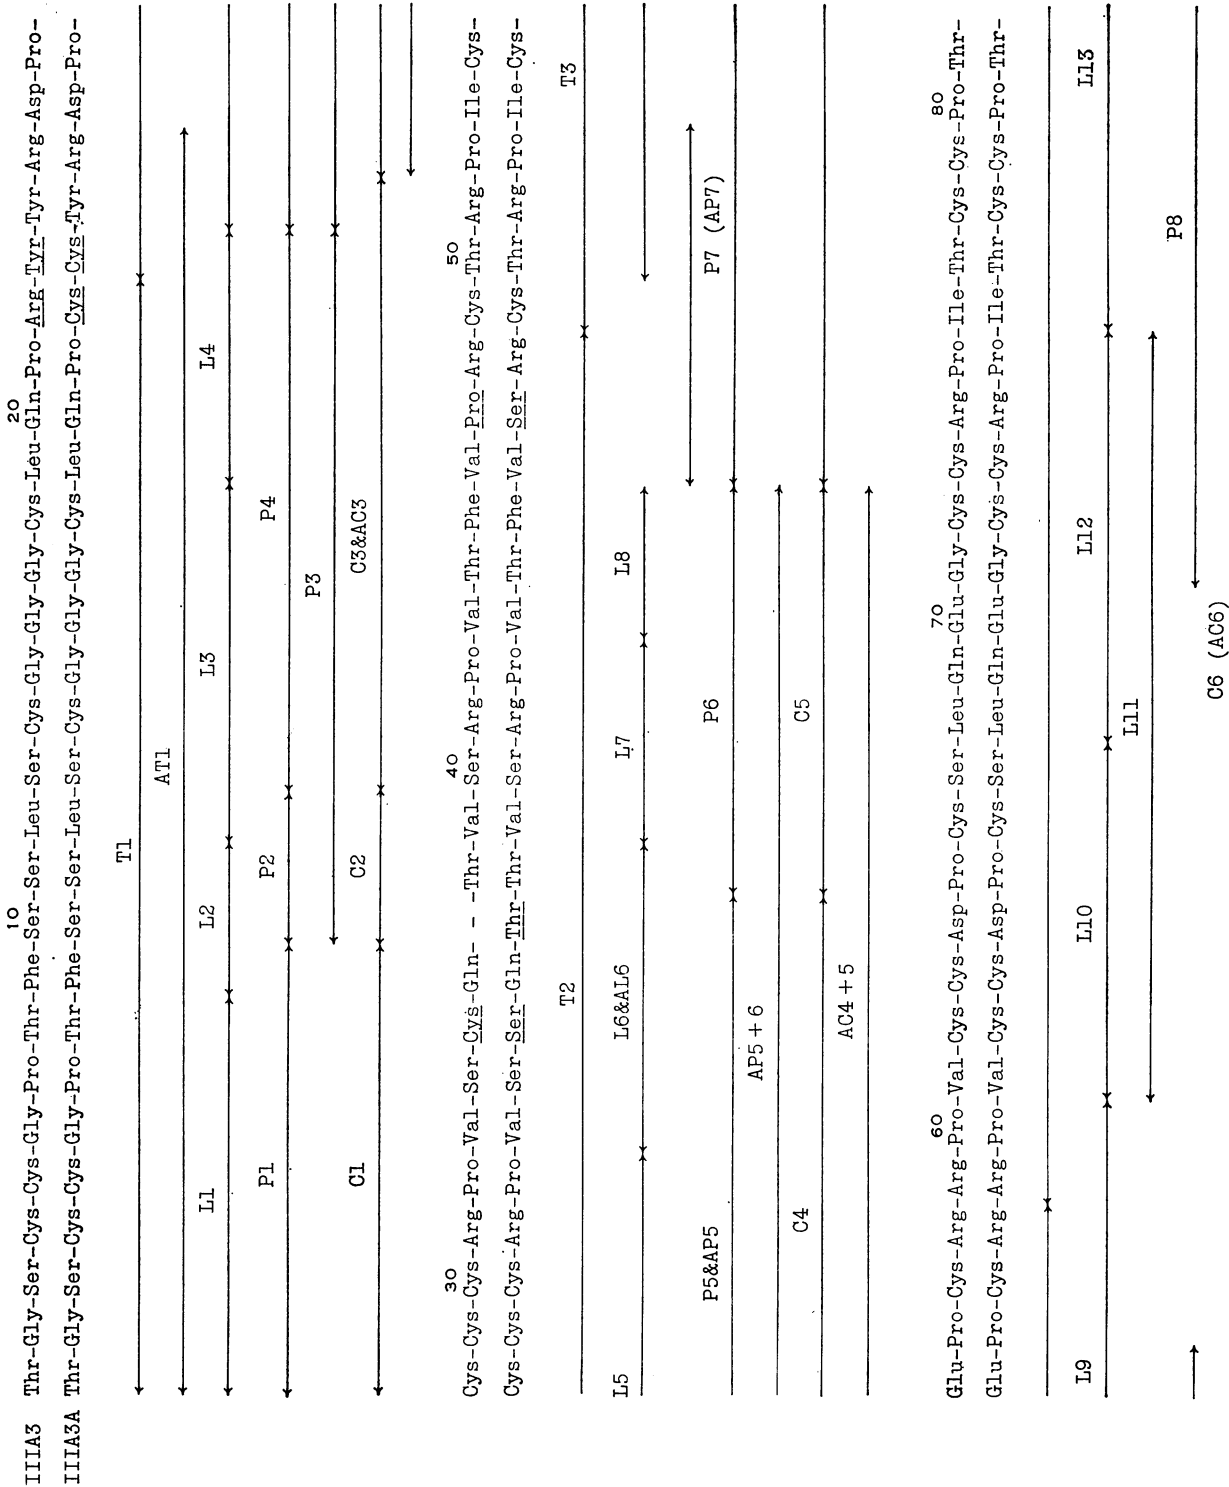 10 20
IIIA3 Thr-Gly-Ser-Cys-Cys-Gly-Pro-Thr-Phe-Ser-Ser-Leu-Ser-Cys-Gly-Gly-Gly-Cys-Leu-Gln-Pro-Arg-Tyr-Tyr-Arg-Asp-Pro-
IIIA3A Thr-Gly-Ser-Cys-Cys-Gly-Pro-Thr-Phe-Ser-Ser-Leu-Ser-Cys-Gly-Gly-Gly-Cys-Leu-Gln-Pro-Cys-Cys-Tyr-Arg-Asp-Pro-
T1
AT1
L1 L2 L3 L4
P1 P2 P4
P3
C1 C2 C3&AC3
30 40 50
Cys-Cys-Cys-Arg-Pro-Val-Ser-Cys-Gln- - -Thr-Val-Ser-Arg-Pro-Val-Thr-Phe-Val-Pro-Arg-Cys-Thr-Arg-Pro-Ile-Cys-
Cys-Cys-Cys-Arg-Pro-Val-Ser-Ser-Gln-Thr-Thr-Val-Ser-Arg-Pro-Val-Thr-Phe-Val-Ser-Arg-Cys-Thr-Arg-Pro-Ile-Cys-
T2 T3
L5 L6&AL6 L7 L8
P5&AP5 P6 P7 (AP7)
AP5+6
C4 C5
AC4+5
60 70 80
Glu-Pro-Cys-Arg-Arg-Pro-Val-Cys-Cys-Asp-Pro-Cys-Ser-Leu-Gln-Glu-Gly-Cys-Cys-Arg-Pro-Ile-Thr-Cys-Cys-Pro-Thr-
Glu-Pro-Cys-Arg-Arg-Pro-Val-Cys-Cys-Asp-Pro-Cys-Ser-Leu-Gln-Glu-Gly-Cys-Cys-Arg-Pro-Ile-Thr-Cys-Cys-Pro-Thr-
L9 L10 L12 L13
L11
P8
C6 (AC6)